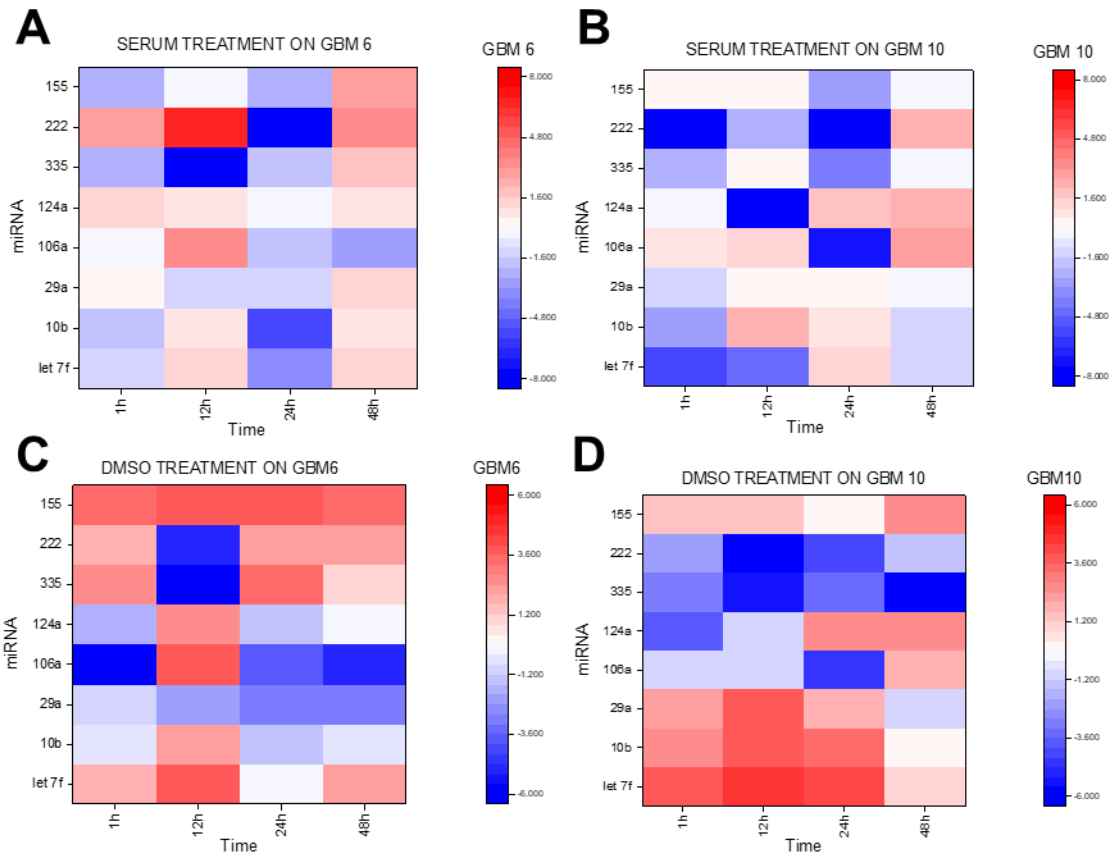 A
SERUM TREATMENT ON GBM 6
GBM 6
155
222
335
124a
106a
29a
10b
let 7f
miRNA
1h
12h
24h
48h
Time
8.000
4.800
1.600
-1.600
-4.800
-8.000
B
SERUM TREATMENT ON GBM 10
GBM 10
155
222
335
124a
106a
29a
10b
let 7f
miRNA
1h
12h
24h
48h
Time
8.000
4.800
1.600
-1.600
-4.800
-8.000
C
DMSO TREATMENT ON GBM6
GBM6
155
222
335
124a
106a
29a
10b
let 7f
miRNA
1h
12h
24h
48h
Time
6.000
3.600
1.200
-1.200
-3.600
-6.000
D
DMSO TREATMENT ON GBM 10
GBM10
155
222
335
124a
106a
29a
10b
let 7f
miRNA
1h
12h
24h
48h
Time
6.000
3.600
1.200
-1.200
-3.600
-6.000